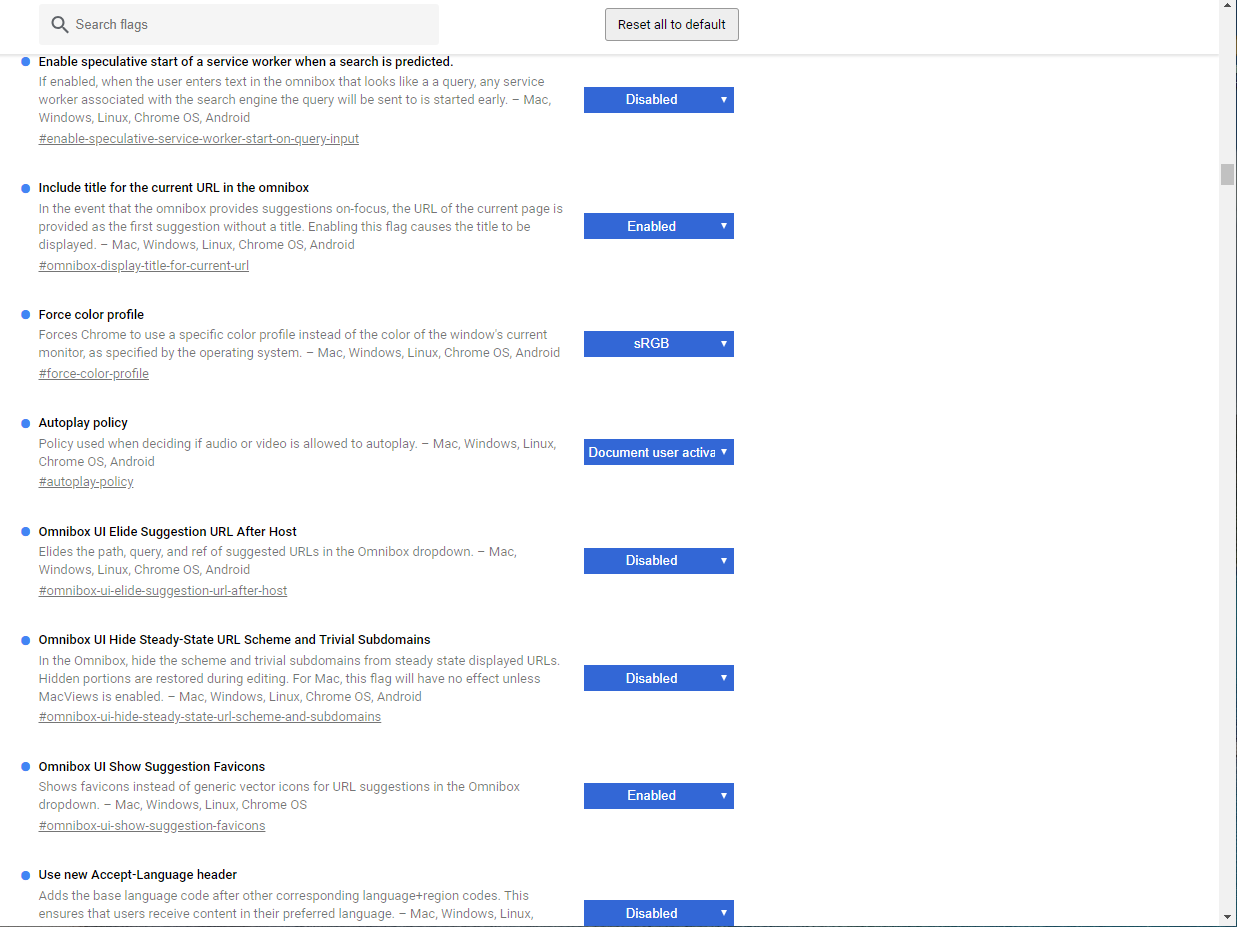 Search flags
Reset all to default
Enable speculative start of a service worker when a search is predicted.
If enabled, when the user enters text in the omnibox that looks like a a query, any service
worker associated with the search engine the query will be sent to is started early. – Mac,
Windows, Linux, Chrome OS, Android
#enable-speculative-service-worker-start-on-query-input
Disabled
Include title for the current URL in the omnibox
In the event that the omnibox provides suggestions on-focus, the URL of the current page is
provided as the first suggestion without a title. Enabling this flag causes the title to be
displayed. – Mac, Windows, Linux, Chrome OS, Android
#omnibox-display-title-for-current-url
Enabled
Force color profile
Forces Chrome to use a specific color profile instead of the color of the window's current
monitor, as specified by the operating system. – Mac, Windows, Linux, Chrome OS, Android
#force-color-profile
sRGB
Autoplay policy
Policy used when deciding if audio or video is allowed to autoplay. – Mac, Windows, Linux,
Chrome OS, Android
#autoplay-policy
Document user activa
Omnibox UI Elide Suggestion URL After Host
Elides the path, query, and ref of suggested URLs in the Omnibox dropdown. – Mac,
Windows, Linux, Chrome OS, Android
#omnibox-ui-elide-suggestion-url-after-host
Disabled
Omnibox UI Hide Steady-State URL Scheme and Trivial Subdomains
In the Omnibox, hide the scheme and trivial subdomains from steady state displayed URLs.
Hidden portions are restored during editing. For Mac, this flag will have no effect unless
MacViews is enabled. – Mac, Windows, Linux, Chrome OS, Android
#omnibox-ui-hide-steady-state-url-scheme-and-subdomains
Disabled
Omnibox UI Show Suggestion Favicons
Shows favicons instead of generic vector icons for URL suggestions in the Omnibox
dropdown. – Mac, Windows, Linux, Chrome OS
#omnibox-ui-show-suggestion-favicons
Enabled
Use new Accept-Language header
Adds the base language code after other corresponding language+region codes. This
ensures that users receive content in their preferred language. – Mac, Windows, Linux,
Disabled